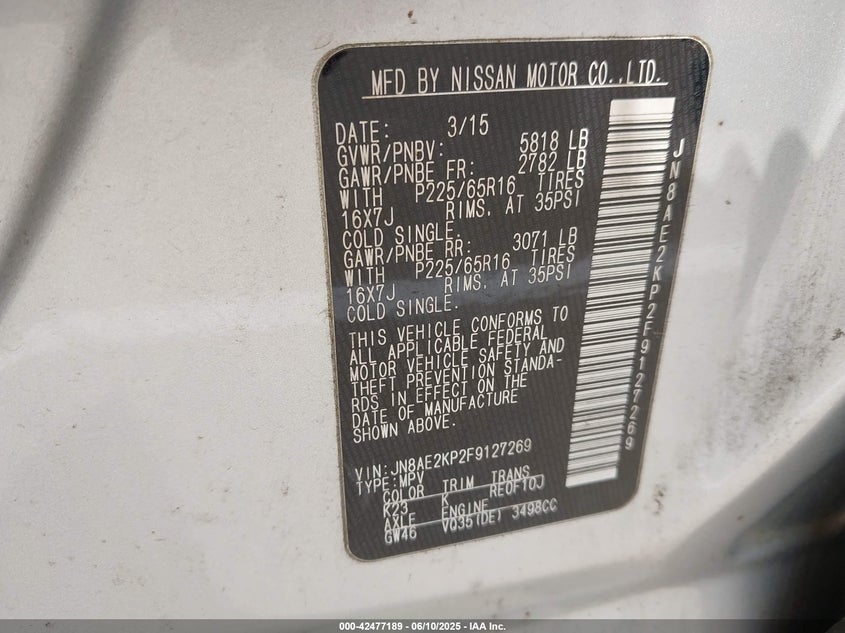 MFD BY NISSAN MOTOR CO.,LTD.
DATE: 3/15
GVWR/PNBV: 5818 LB
GAWR/PNBE FR: 2782 LB
WITH P225/65R16 TIRES
16X7J RIMS, AT 35PSI
COLD SINGLE.
GAWR/PNBE RR: 3071 LB
WITH P225/65R16 TIRES
16X7J RIMS, AT 35PSI
COLD SINGLE.
THIS VEHICLE CONFORMS TO
ALL APPLICABLE FEDERAL
MOTOR VEHICLE SAFETY AND
THEFT PREVENTION STANDA-
RDS IN EFFECT ON THE
DATE OF MANUFACTURE
SHOWN ABOVE.
VIN:JN8AE2KP2F9127269
TYPE:MPV
COLOR TRIM TRANS
K23 K RE0F10J
AXLE ENGINE
GW46 VQ35(DE) 3498CC
JN8AE2KP2F9127269
000-42477189 - 06/10/2025 - IAA Inc.